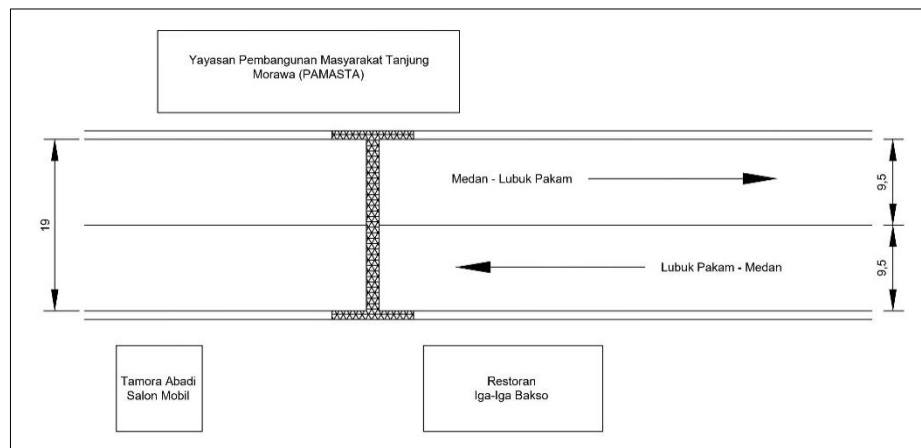 Yayasan Pembangunan Masyarakat Tanjung
Morawa (PAMASTA)
Medan - Lubuk Pakam
9,5
19
Lubuk Pakam - Medan
9,5
Tamora Abadi
Salon Mobil
Restoran
Iga-Iga Bakso